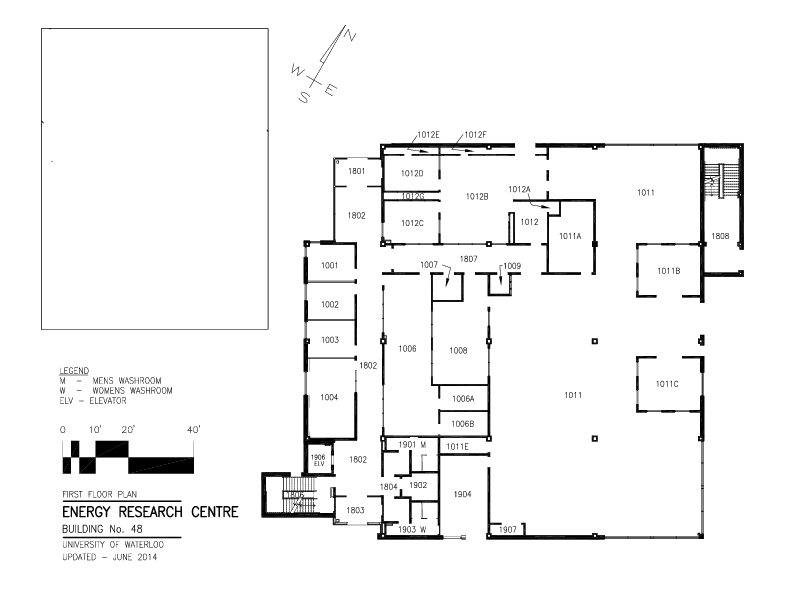 N
W
E
S
1012E
1012F
1801
1012D
1012G
1012B
1012A
1011
1802
1012C
1012
1011A
1808
1807
1001
1007
1009
1011B
1002
1003
1006
1008
1802
1004
1006A
1011
1011C
1006B
1901 M
1011E
1906
ELV
1802
1804
1902
1904
1806
1803
1903 W
1907
LEGEND
M – MENS WASHROOM
W – WOMENS WASHROOM
ELV – ELEVATOR
0 10' 20' 40'
FIRST FLOOR PLAN
ENERGY RESEARCH CENTRE
BUILDING No. 48
UNIVERSITY OF WATERLOO
UPDATED – JUNE 2014